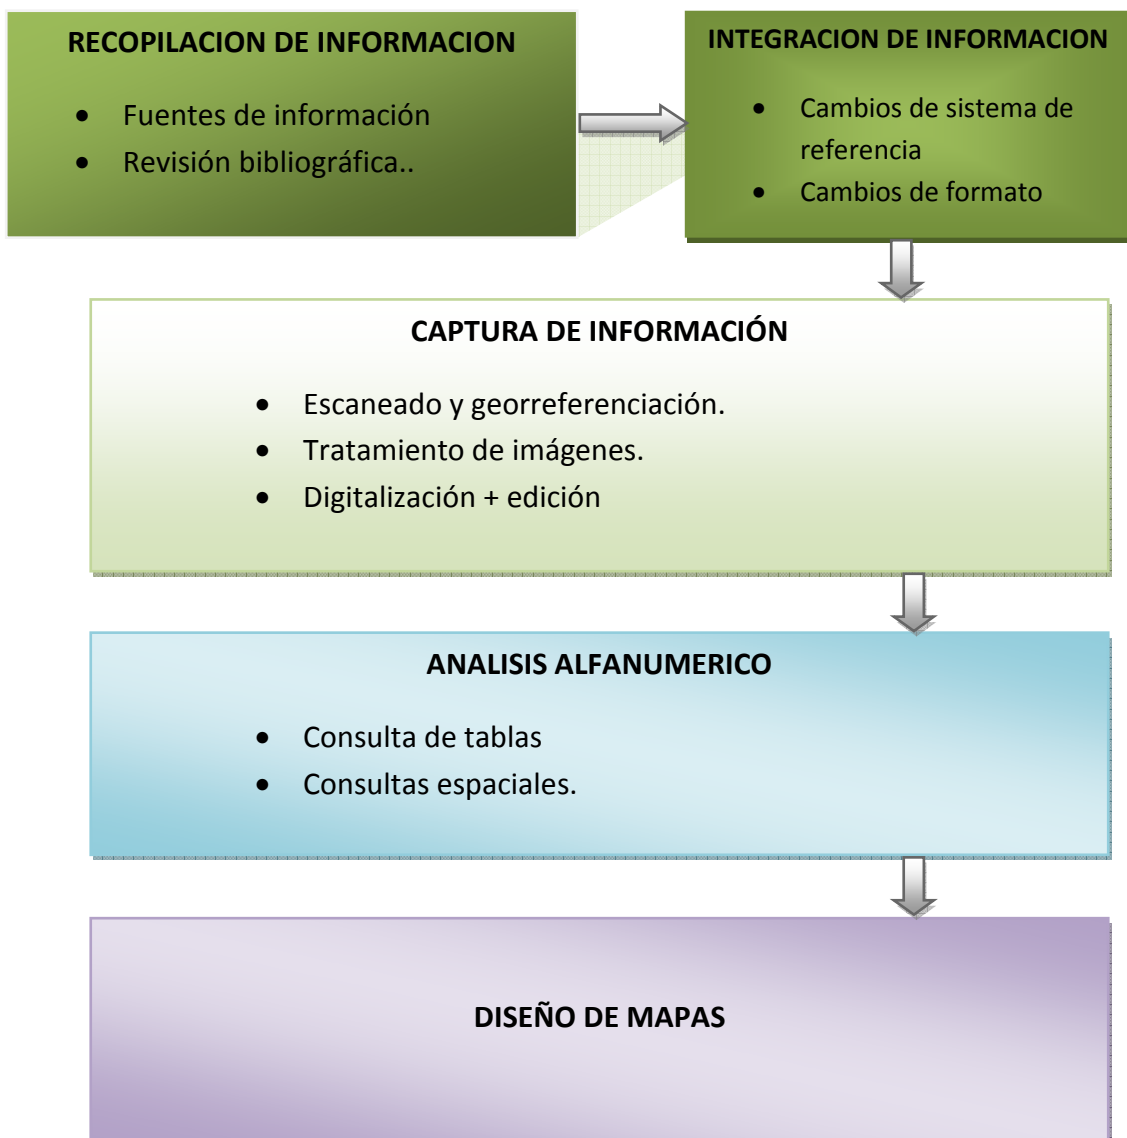 RECOPILACION DE INFORMACION
• Fuentes de información
• Revisión bibliográfica..
INTEGRACION DE INFORMACION
• Cambios de sistema de
referencia
• Cambios de formato
CAPTURA DE INFORMACIÓN
• Escaneado y georreferenciación.
• Tratamiento de imágenes.
• Digitalización + edición
ANALISIS ALFANUMERICO
• Consulta de tablas
• Consultas espaciales.
DISEÑO DE MAPAS